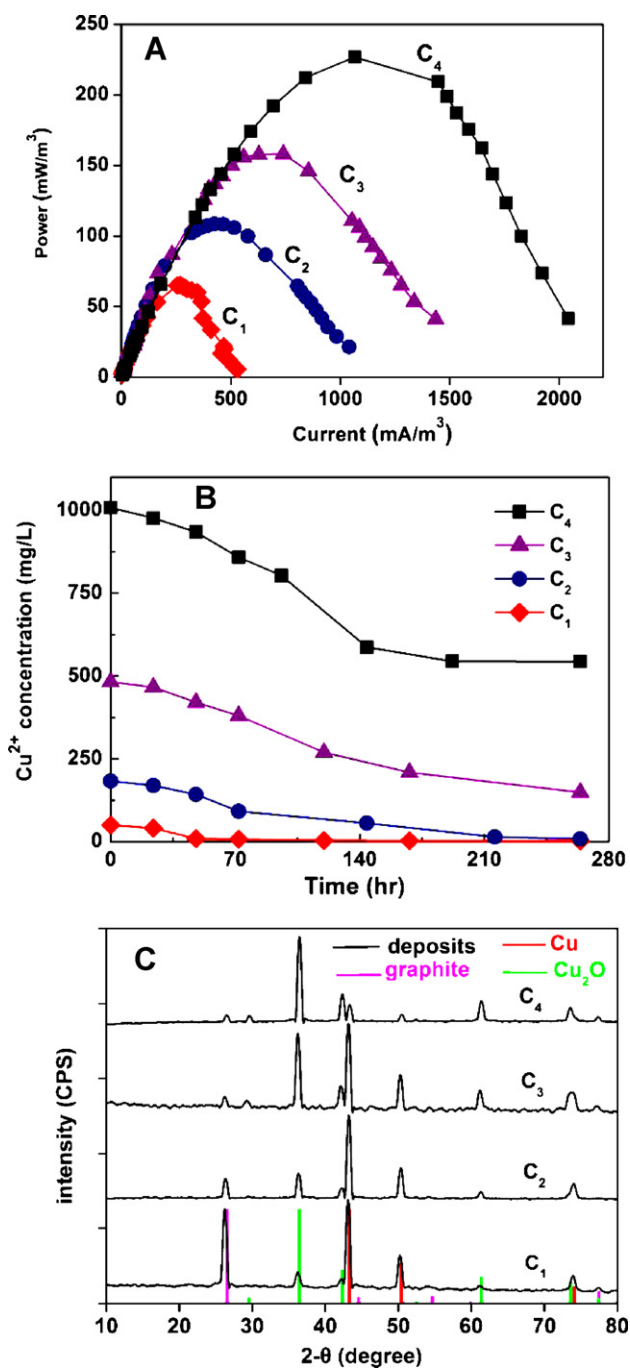 A
C4
C3
C2
C1
Power (mW/m3)
250
200
150
100
50
0
0 500 1000 1500 2000
Current (mA/m3)
B
C4
C3
C2
C1
Cu2+ concentration (mg/L)
1000
750
500
250
0
0 70 140 210 280
Time (hr)
C
deposits Cu
graphite Cu2O
C4
C3
C2
C1
intensity (CPS)
10 20 30 40 50 60 70 80
2-θ (degree)